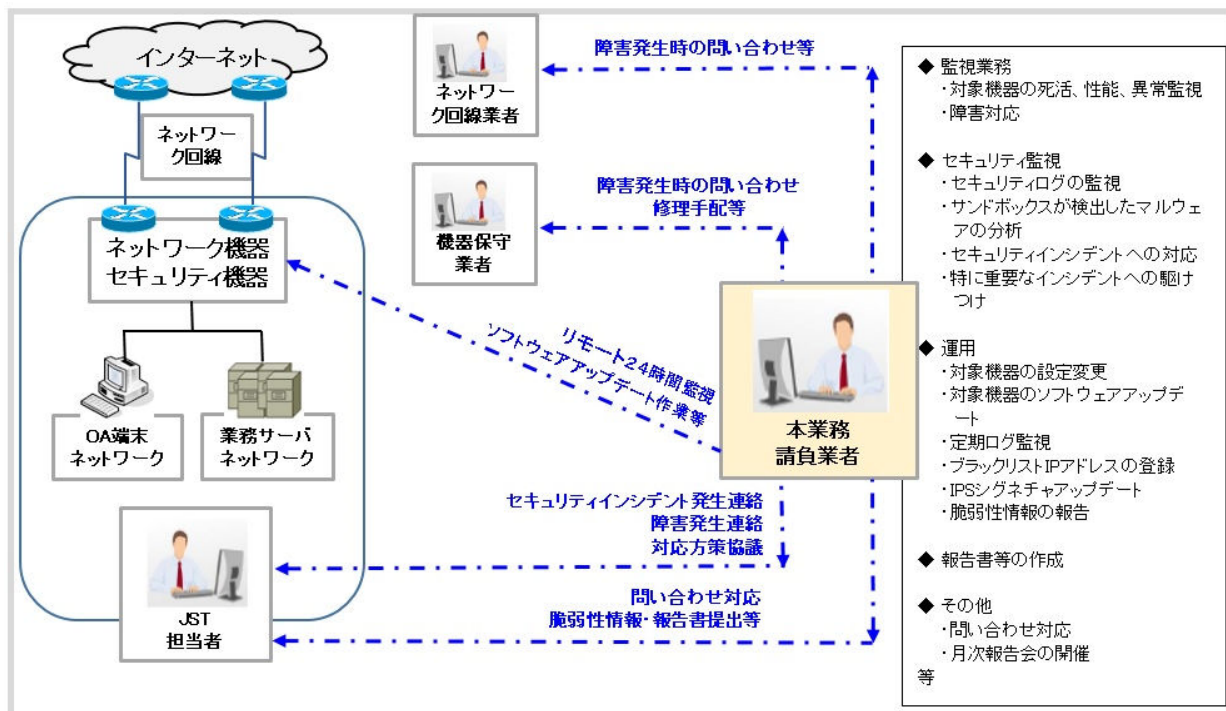 インターネット
ネットワー
ク回線
ネットワーク機器
セキュリティ機器
OA端末
ネットワーク
業務サーバ
ネットワーク
JST
担当者
ネットワー
ク回線業者
機器保守
業者
障害発生時の問い合わせ等
障害発生時の問い合わせ
修理手配等
リモート24時間監視
ソフトウェアアップデート作業等
本業務
請負業者
セキュリティインシデント発生連絡
障害発生連絡
対応方策協議
問い合わせ対応
脆弱性情報・報告書提出等
◆ 監視業務
・対象機器の死活、性能、異常監視
・障害対応
◆ セキュリティ監視
・セキュリティログの監視
・サンドボックスが検出したマルウェ
アの分析
・セキュリティインシデントへの対応
・特に重要なインシデントへの駆け
つけ
◆ 運用
・対象機器の設定変更
・対象機器のソフトウェアアップデ
ート
・定期ログ監視
・ブラックリストIPアドレスの登録
・IPSシグネチャアップデート
・脆弱性情報の報告
◆ 報告書等の作成
◆ その他
・問い合わせ対応
・月次報告会の開催
等